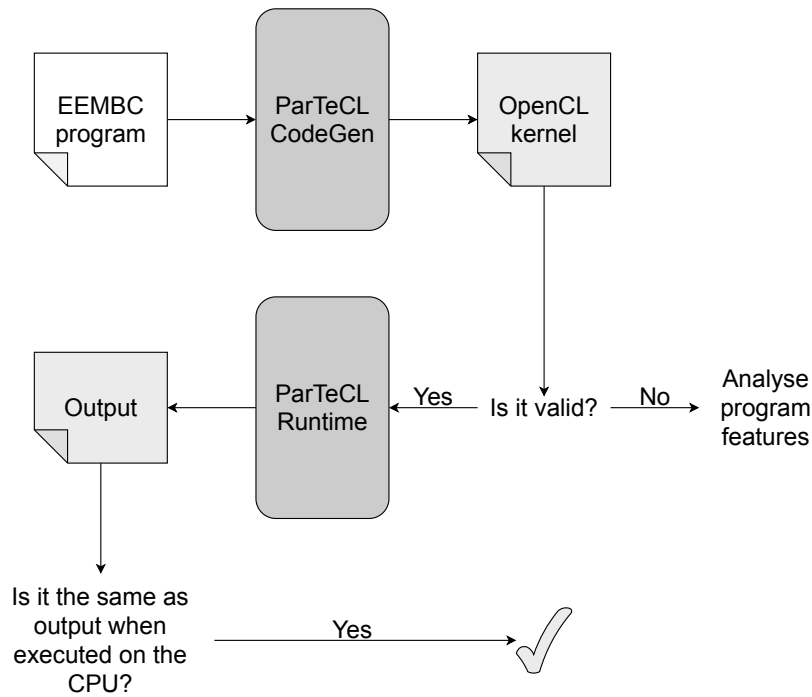 EEMBC
program
ParTeCL
CodeGen
OpenCL
kernel
Output
ParTeCL
Runtime
Yes
Is it valid?
No
Analyse
program
features
Is it the same as
output when
executed on the
CPU?
Yes